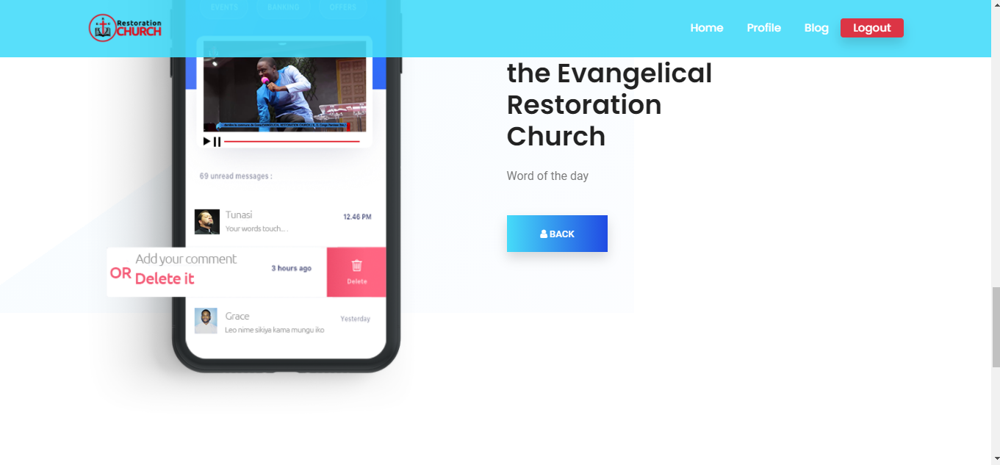 EVENTS BANKING OFFERS
Restoration
CHURCH
Home Profile Blog Logout
69 unread messages :
Tunasi 12.46 PM
Your words touch....
Add your comment
OR Delete it
3 hours ago
Delete
Grace Yesterday
Leo nime sikiya kama mungu iko
the Evangelical
Restoration
Church
Word of the day
BACK